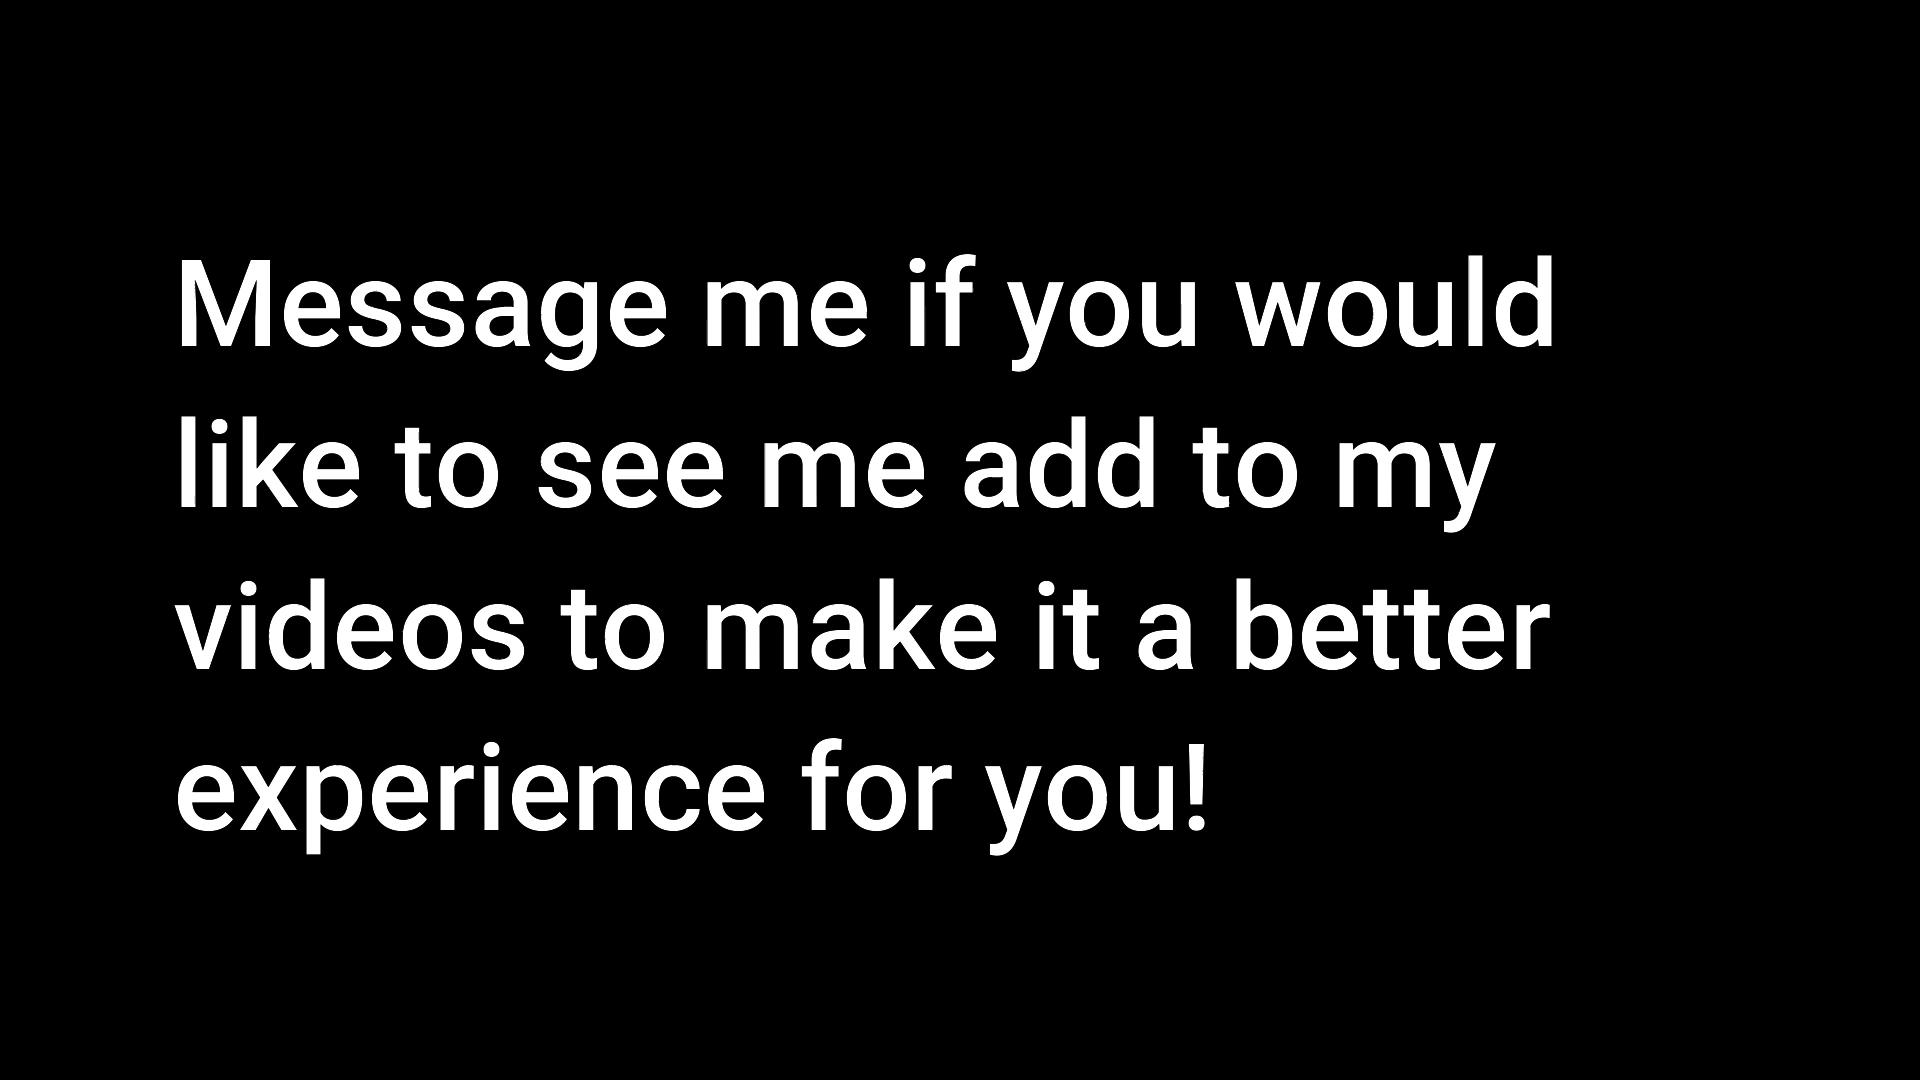 Message me if you would
like to see me add to my
videos to make it a better
experience for you!